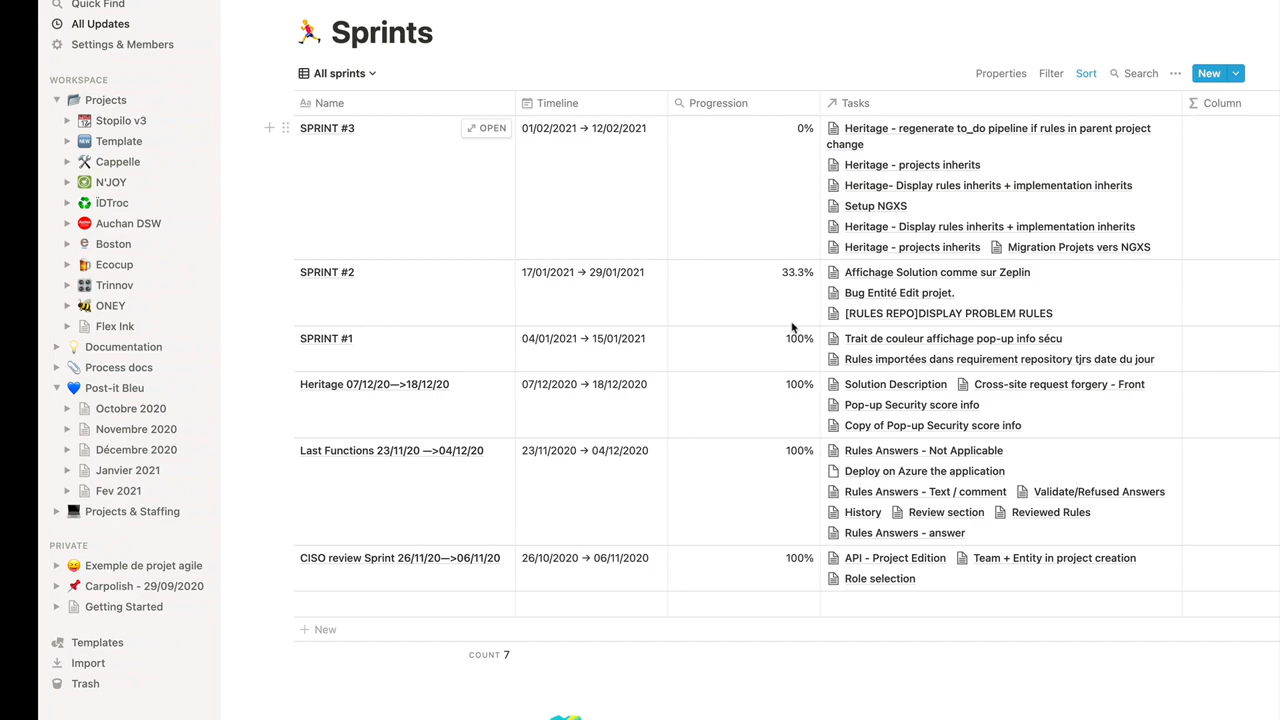 Quick Find
All Updates
Settings & Members
WORKSPACE
Projects
Stopilo v3
Template
Cappelle
N'JOY
ÏDTroc
Auchan DSW
Boston
Ecocup
Trinnov
ONEY
Flex Ink
Documentation
Process docs
Post-it Bleu
Octobre 2020
Novembre 2020
Décembre 2020
Janvier 2021
Fev 2021
Projects & Staffing
PRIVATE
Exemple de projet agile
Carpolish - 29/09/2020
Getting Started
Templates
Import
Trash
Sprints
All sprints
Properties Filter Sort Search ••• New
Aa Name Timeline Progression Tasks Σ Column
SPRINT #3 OPEN 01/02/2021 → 12/02/2021 0% Heritage - regenerate to_do pipeline if rules in parent project
change
Heritage - projects inherits
Heritage- Display rules inherits + implementation inherits
Setup NGXS
Heritage - Display rules inherits + implementation inherits
Heritage - projects inherits Migration Projets vers NGXS
SPRINT #2 17/01/2021 → 29/01/2021 33.3% Affichage Solution comme sur Zeplin
Bug Entité Edit projet.
[RULES REPO]DISPLAY PROBLEM RULES
SPRINT #1 04/01/2021 → 15/01/2021 100% Trait de couleur affichage pop-up info sécu
Rules importées dans requirement repository tjrs date du jour
Heritage 07/12/20—>18/12/20 07/12/2020 → 18/12/2020 100% Solution Description Cross-site request forgery - Front
Pop-up Security score info
Copy of Pop-up Security score info
Last Functions 23/11/20 —>04/12/20 23/11/2020 → 04/12/2020 100% Rules Answers - Not Applicable
Deploy on Azure the application
Rules Answers - Text / comment Validate/Refused Answers
History Review section Reviewed Rules
Rules Answers - answer
CISO review Sprint 26/11/20—>06/11/20 26/10/2020 → 06/11/2020 100% API - Project Edition Team + Entity in project creation
Role selection
+ New
COUNT 7